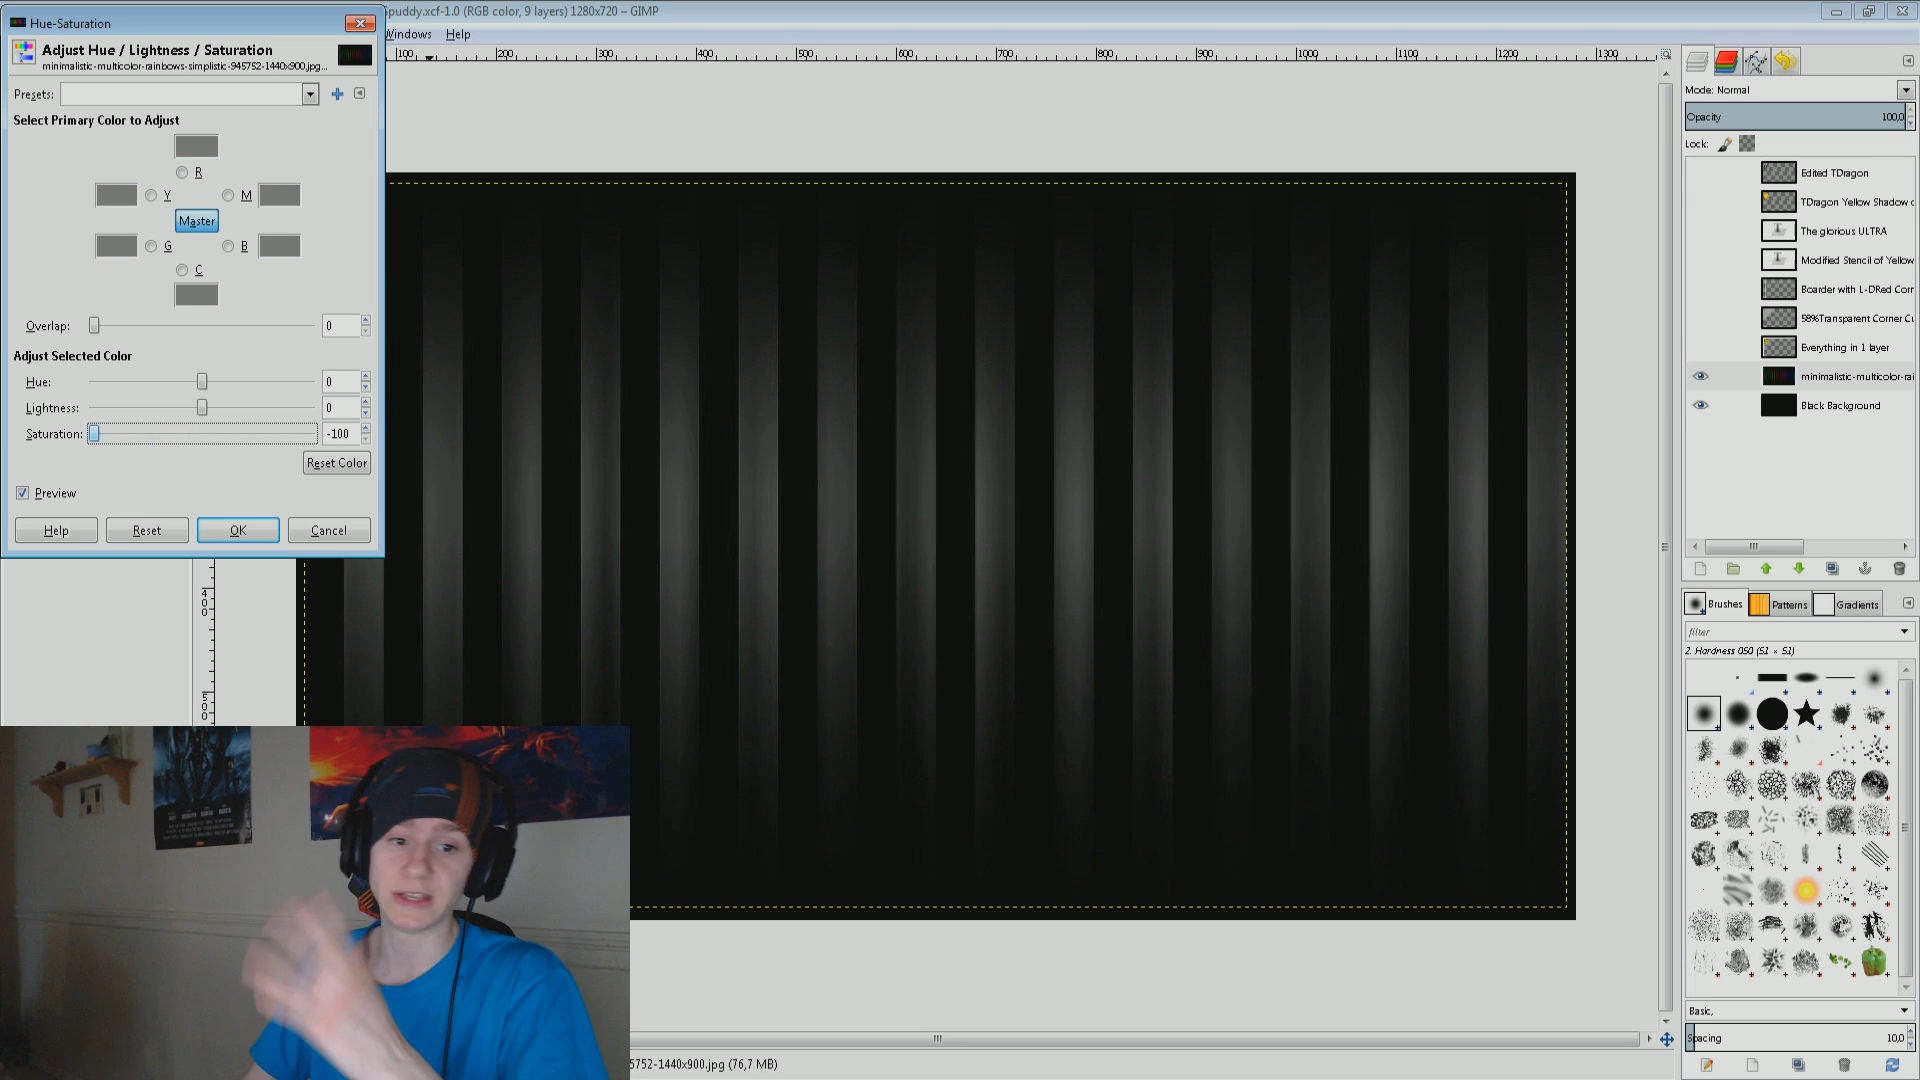 Hue-Saturation
puddy.xcf-1.0 (RGB color, 9 layers) 1280x720 – GIMP
Windows Help
Adjust Hue / Lightness / Saturation
minimalistic-multicolor-rainbows-simplistic-945752-1440x900.jpg...
100 200 300 400 500 600 700 800 900 1000 1100 1200 1300
Presets:
Select Primary Color to Adjust
R
Y M
Master
G B
C
Overlap: 0
Adjust Selected Color
Hue: 0
Lightness: 0
Saturation: -100
Reset Color
Preview
Help Reset OK Cancel
400
500
Mode: Normal
Opacity 100,0
Lock:
Edited TDragon
TDragon Yellow Shadow
The glorious ULTRA
Modified Stencil of Yellow
Boarder with L-DRed Corr
58%Transparent Corner Cu
Everything in 1 layer
minimalistic-multicolor-rai
Black Background
Brushes Patterns Gradients
filter
2. Hardness 050 (51 × 51)
Basic,
Spacing 10,0
5752-1440x900.jpg (76,7 MB)